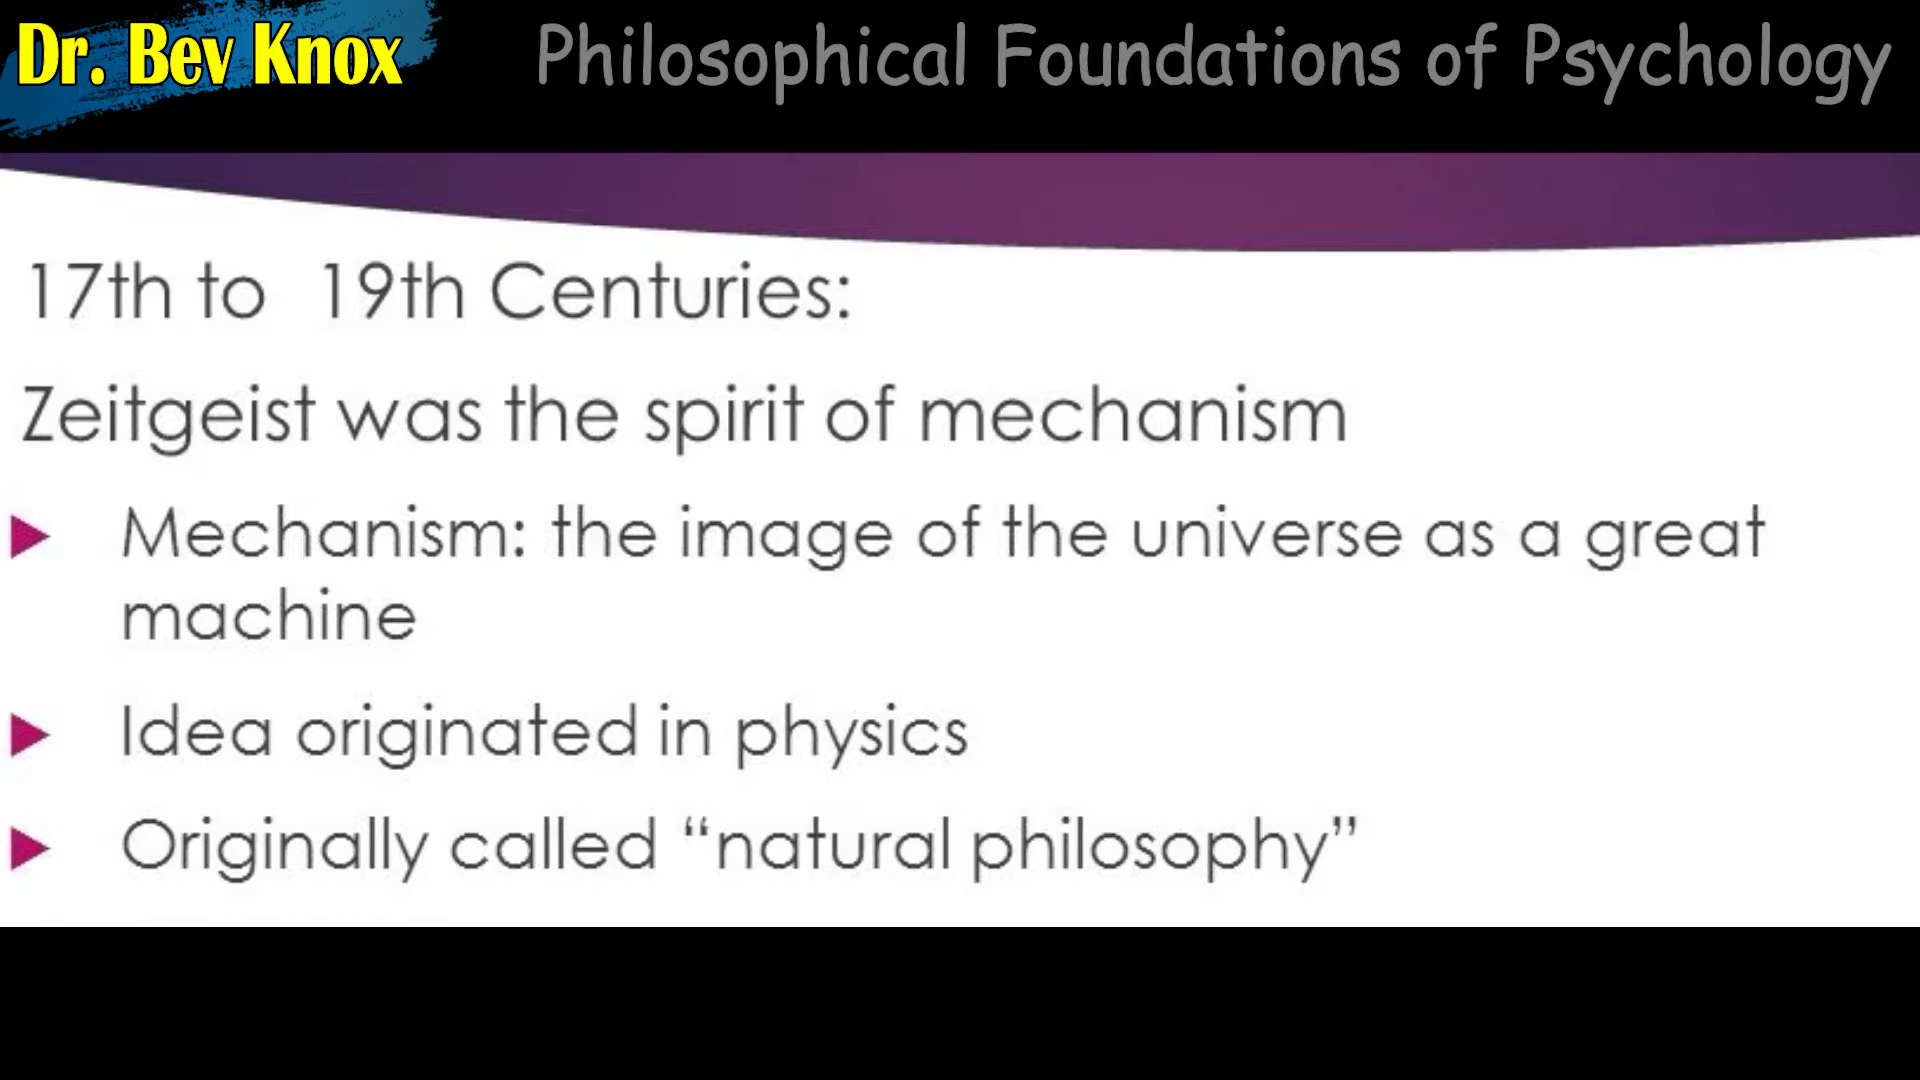 Dr. Bev Knox
Philosophical Foundations of Psychology
17th to 19th Centuries:
Zeitgeist was the spirit of mechanism
Mechanism: the image of the universe as a great
machine
Idea originated in physics
Originally called “natural philosophy”